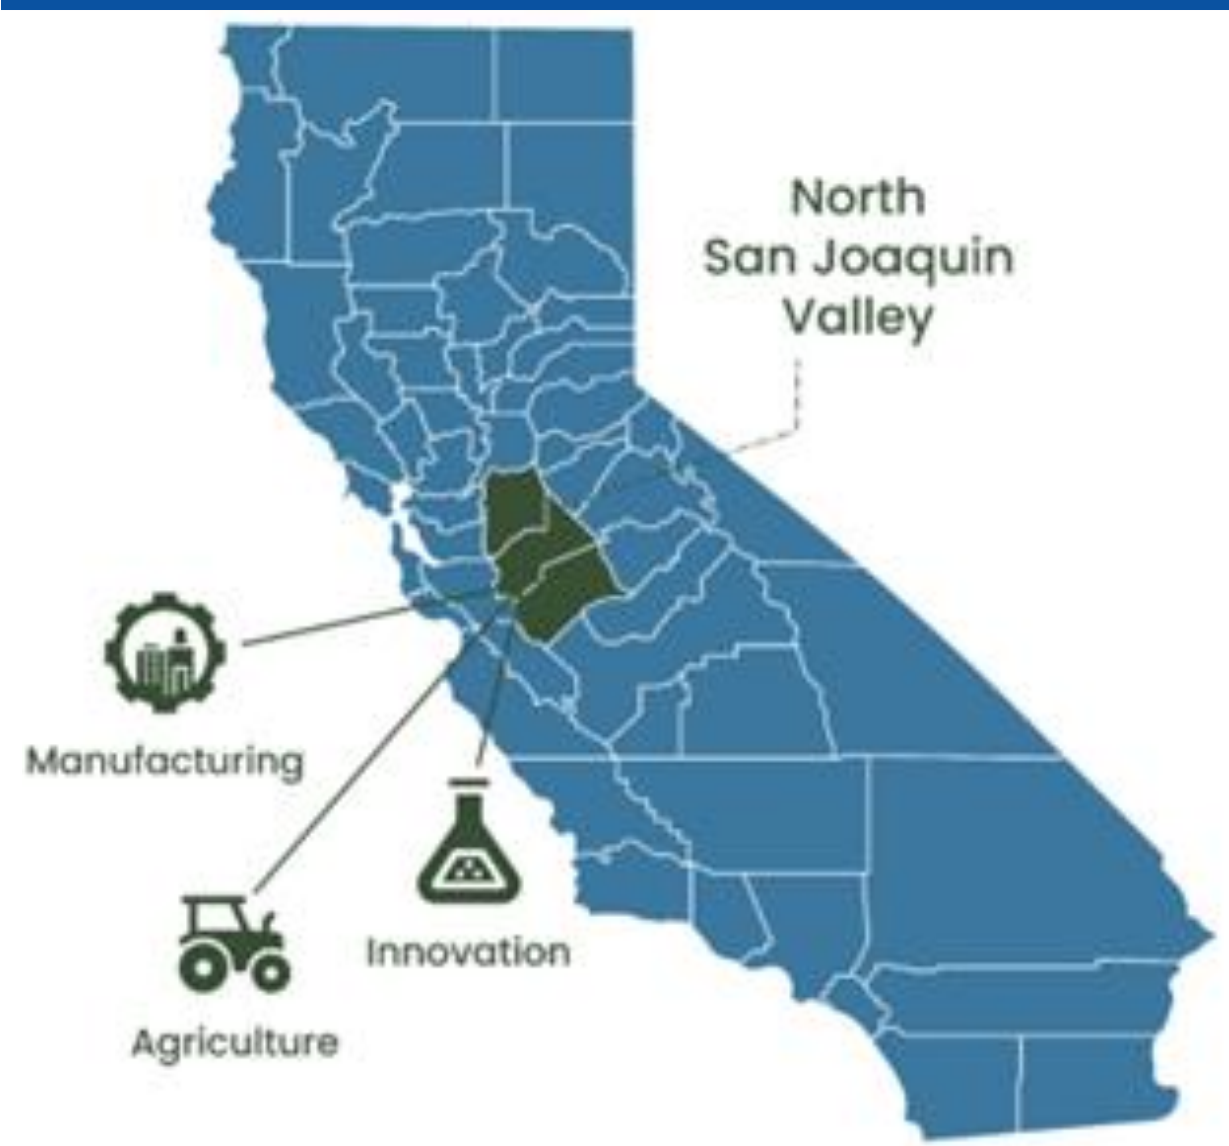 North
San Joaquin
Valley
Manufacturing
Innovation
Agriculture